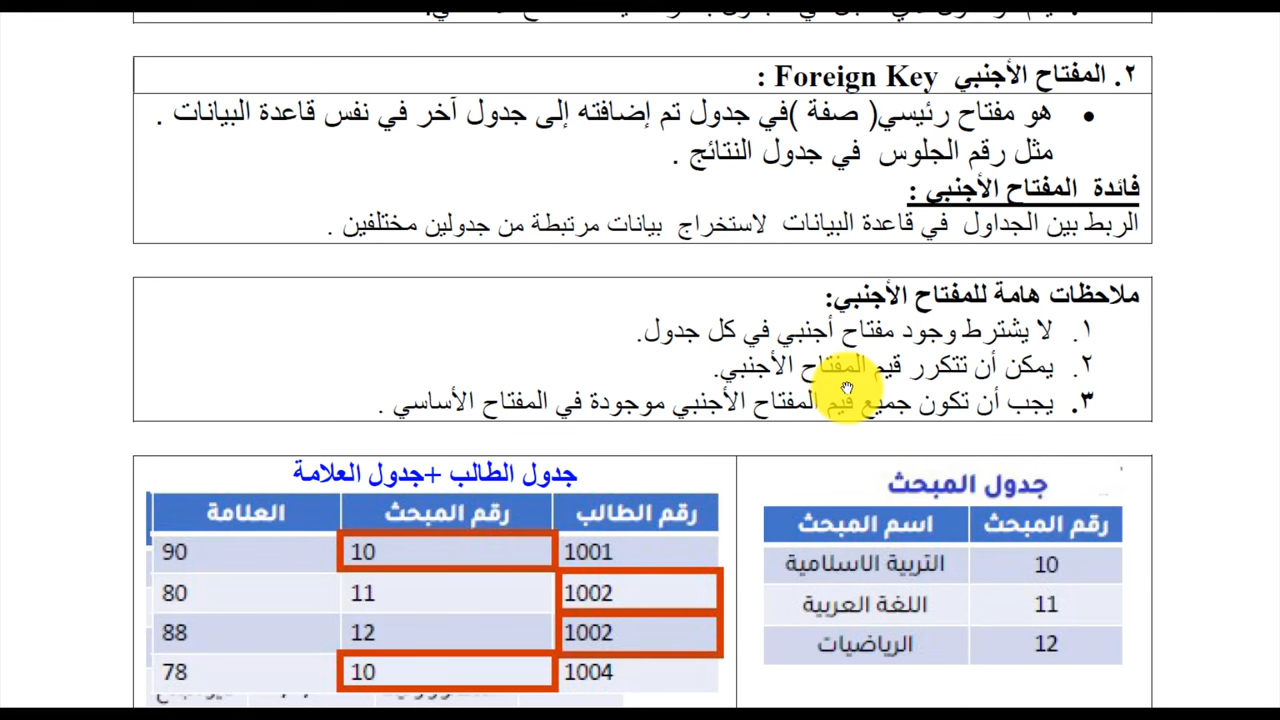 ٢. المفتاح الأجنبي Foreign Key :
• هو مفتاح رئيسي( صفة )في جدول تم إضافته إلى جدول آخر في نفس قاعدة البيانات .
مثل رقم الجلوس في جدول النتائج .
فائدة المفتاح الأجنبي :
الربط بين الجداول في قاعدة البيانات لاستخراج بيانات مرتبطة من جدولين مختلفين .
ملاحظات هامة للمفتاح الأجنبي:
١. لا يشترط وجود مفتاح أجنبي في كل جدول.
٢. يمكن أن تتكرر قيم المفتاح الأجنبي.
٣. يجب أن تكون جميع قيم المفتاح الأجنبي موجودة في المفتاح الأساسي .
جدول المبحث
رقم المبحث اسم المبحث
10 التربية الاسلامية
11 اللغة العربية
12 الرياضيات
جدول الطالب +جدول العلامة
رقم الطالب رقم المبحث العلامة
1001 10 90
1002 11 80
1002 12 88
1004 10 78